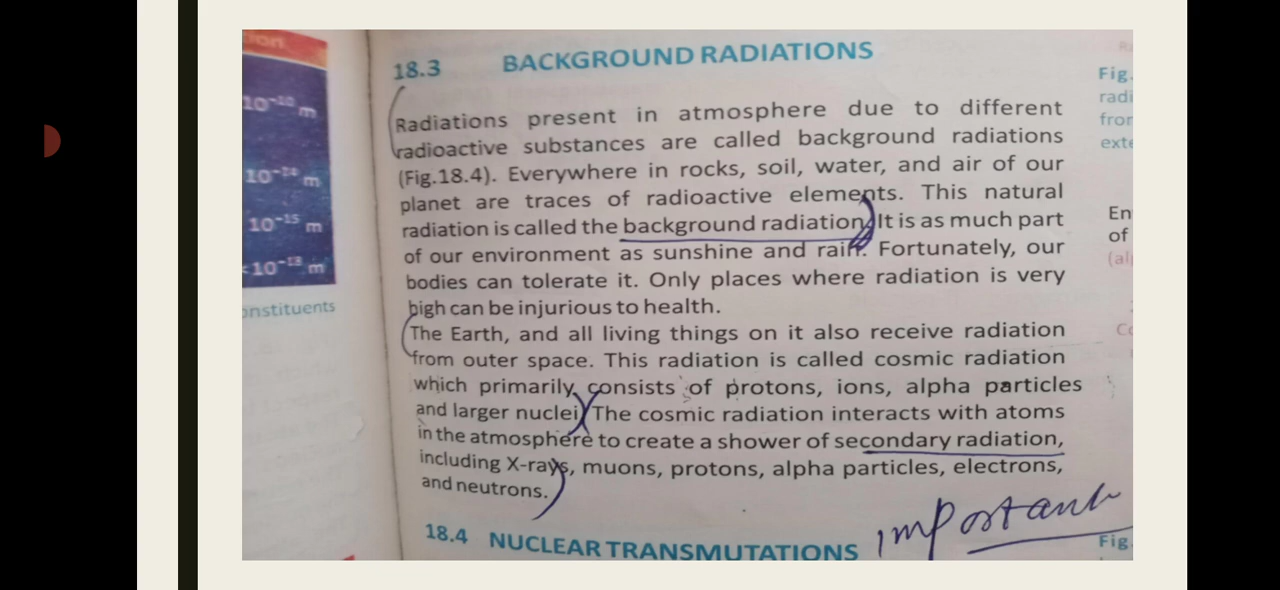 tion
10⁻¹⁰ m
10⁻¹⁴ m
10⁻¹⁵ m
<10⁻¹⁸ m
onstituents
18.3 BACKGROUND RADIATIONS
Radiations present in atmosphere due to different
radioactive substances are called background radiations
(Fig.18.4). Everywhere in rocks, soil, water, and air of our
planet are traces of radioactive elements. This natural
radiation is called the background radiation. It is as much part
of our environment as sunshine and rain. Fortunately, our
bodies can tolerate it. Only places where radiation is very
high can be injurious to health.
The Earth, and all living things on it also receive radiation
from outer space. This radiation is called cosmic radiation
which primarily consists of protons, ions, alpha particles
and larger nuclei. The cosmic radiation interacts with atoms
in the atmosphere to create a shower of secondary radiation,
including X-rays, muons, protons, alpha particles, electrons,
and neutrons.
important
18.4 NUCLEAR TRANSMUTATIONS
Fig.
radi
from
exte
En
of
(al
Co
Fig.